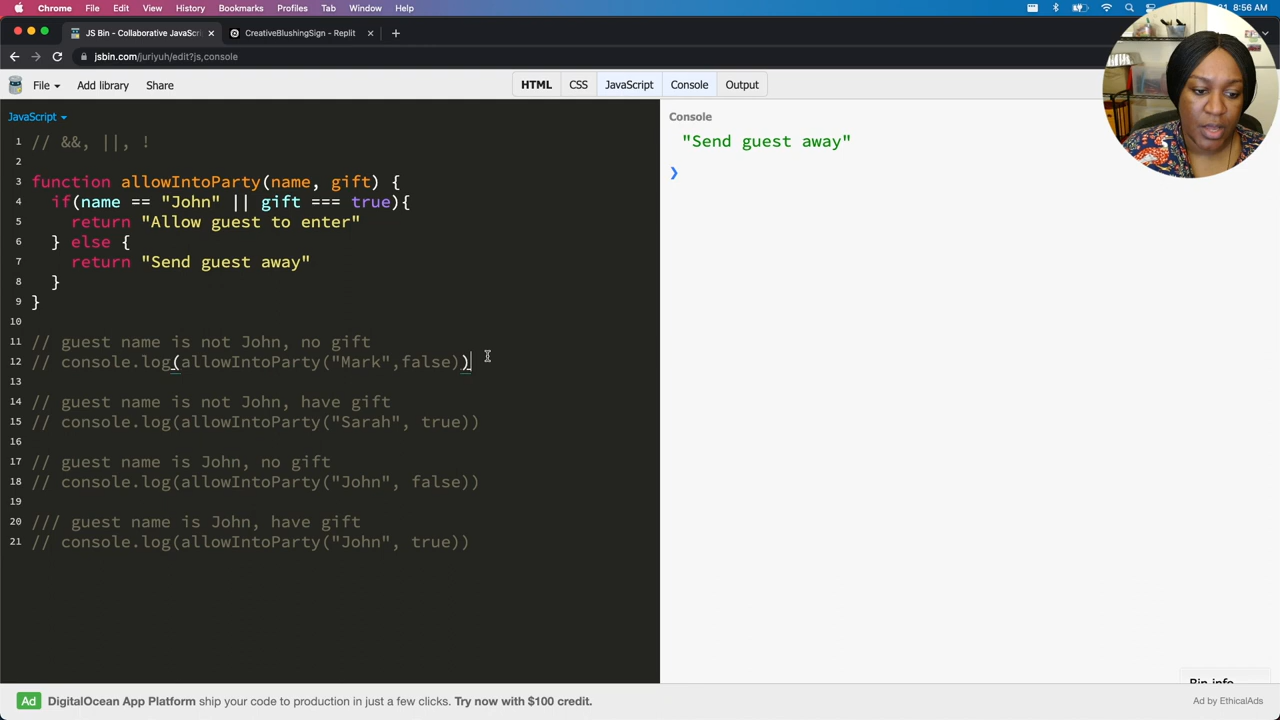 Chrome File Edit View History Bookmarks Profiles Tab Window Help
8:56 AM
JS Bin - Collaborative JavaScri
CreativeBlushingSign - Replit
jsbin.com/juriyuh/edit?js,console
File Add library Share
HTML CSS JavaScript Console Output
JavaScript
Console
1 // &&, ||, !
2
3 function allowIntoParty(name, gift) {
4 if(name == "John" || gift === true){
5 return "Allow guest to enter"
6 } else {
7 return "Send guest away"
8 }
9 }
10
11 // guest name is not John, no gift
12 // console.log(allowIntoParty("Mark",false))
13
14 // guest name is not John, have gift
15 // console.log(allowIntoParty("Sarah", true))
16
17 // guest name is John, no gift
18 // console.log(allowIntoParty("John", false))
19
20 /// guest name is John, have gift
21 // console.log(allowIntoParty("John", true))
"Send guest away"
Bin info
Ad DigitalOcean App Platform ship your code to production in just a few clicks. Try now with $100 credit.
Ad by EthicalAds